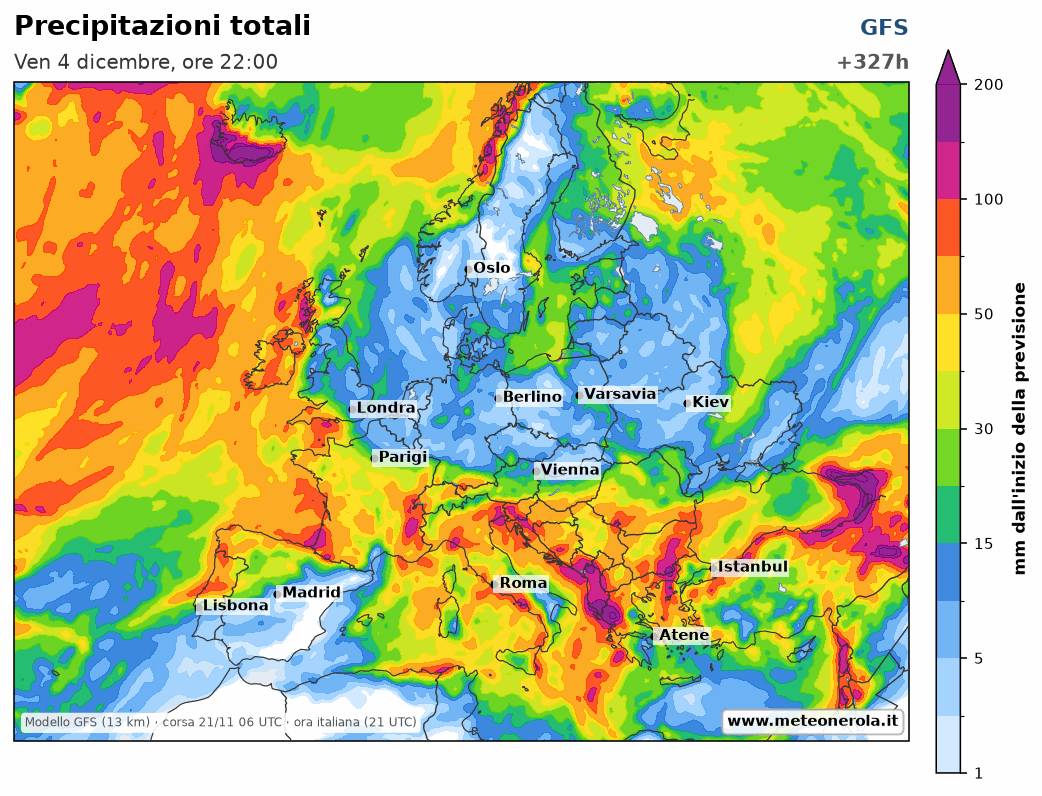 Precipitazioni totali
GFS
Ven 4 dicembre, ore 22:00
+327h
200
100
50
30
15
5
1
mm dall'inizio della previsione
Oslo
Londra
Berlino
Varsavia
Kiev
Parigi
Vienna
Madrid
Lisbona
Roma
Istanbul
Atene
Modello GFS (13 km) · corsa 21/11 06 UTC · ora italiana (21 UTC)
www.meteonerola.it